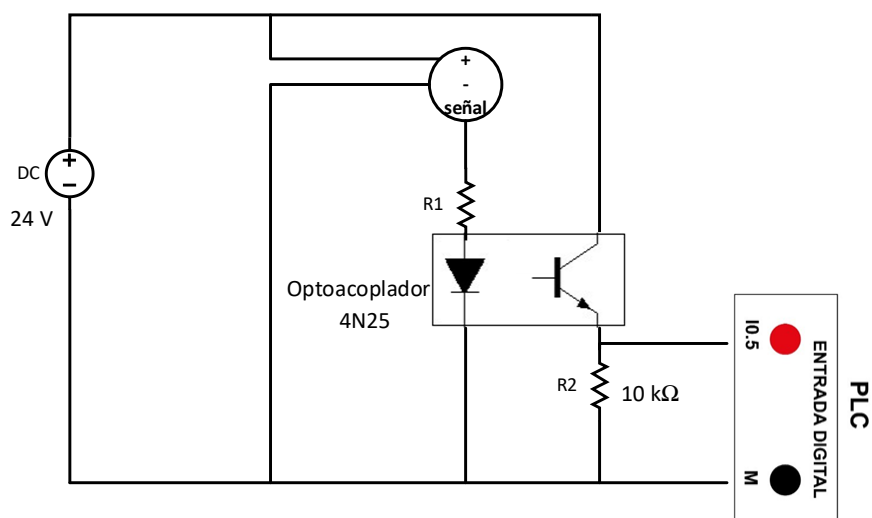 +
-
señal
DC
+
−
24 V
R1
Optoacoplador
4N25
R2
10 kΩ
I0.5
M
ENTRADA DIGITAL
PLC